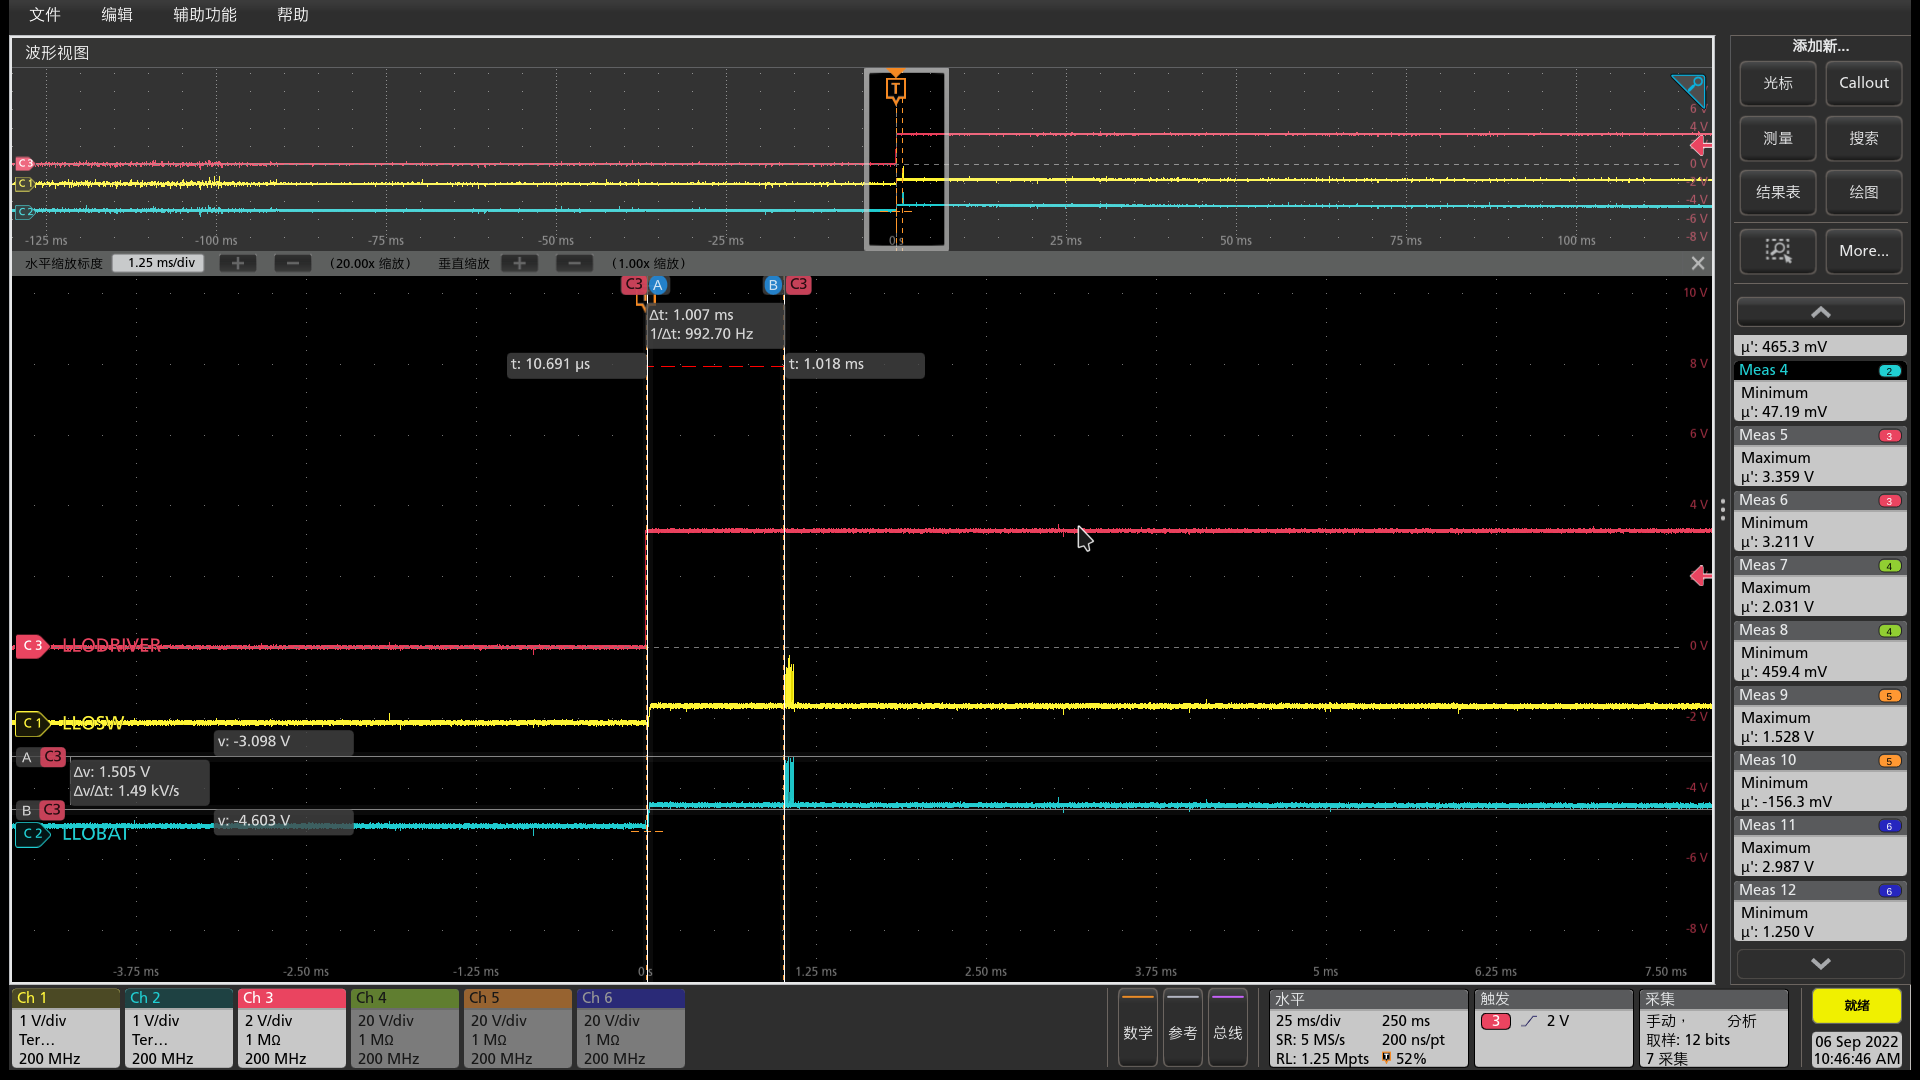 文件 编辑 辅助功能 帮助
波形视图
T
6 V
4 V
0 V
-2 V
-4 V
-6 V
-8 V
C3
C1
C2
-125 ms -100 ms -75 ms -50 ms -25 ms 0 s 25 ms 50 ms 75 ms 100 ms
水平缩放标度 1.25 ms/div + − (20.00x 缩放) 垂直缩放 + − (1.00x 缩放)
C3 A B C3
Δt: 1.007 ms
1/Δt: 992.70 Hz
t: 10.691 µs t: 1.018 ms
10 V
8 V
6 V
4 V
0 V
-2 V
-4 V
-6 V
-8 V
C 3 LLODRIVER
C 1 LLOSW
v: -3.098 V
A C3
Δv: 1.505 V
Δv/Δt: 1.49 kV/s
B C3
v: -4.603 V
C 2 LLOBAT
-3.75 ms -2.50 ms -1.25 ms 0 s 1.25 ms 2.50 ms 3.75 ms 5 ms 6.25 ms 7.50 ms
添加新...
光标 Callout
测量 搜索
结果表 绘图
More...
µ': 465.3 mV
Meas 4 2
Minimum
µ': 47.19 mV
Meas 5 3
Maximum
µ': 3.359 V
Meas 6 3
Minimum
µ': 3.211 V
Meas 7 4
Maximum
µ': 2.031 V
Meas 8 4
Minimum
µ': 459.4 mV
Meas 9 5
Maximum
µ': 1.528 V
Meas 10 5
Minimum
µ': -156.3 mV
Meas 11 6
Maximum
µ': 2.987 V
Meas 12 6
Minimum
µ': 1.250 V
Ch 1
1 V/div
Ter...
200 MHz
Ch 2
1 V/div
Ter...
200 MHz
Ch 3
2 V/div
1 MΩ
200 MHz
Ch 4
20 V/div
1 MΩ
200 MHz
Ch 5
20 V/div
1 MΩ
200 MHz
Ch 6
20 V/div
1 MΩ
200 MHz
数学 参考 总线
水平
25 ms/div 250 ms
SR: 5 MS/s 200 ns/pt
RL: 1.25 Mpts T 52%
触发
3 2 V
采集
手动， 分析
取样: 12 bits
7 采集
就绪
06 Sep 2022
10:46:46 AM